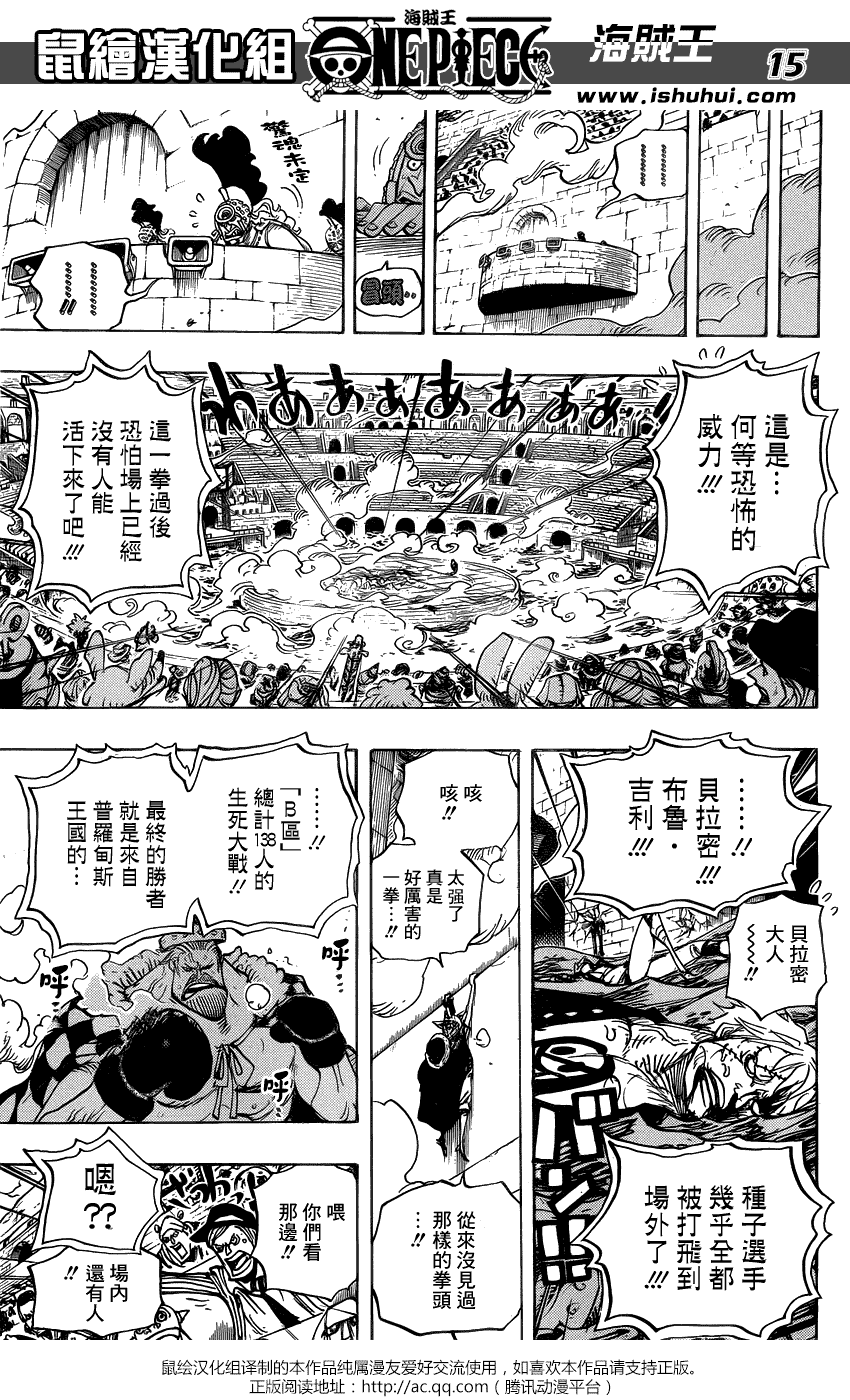 鼠繪漢化組
海賊王
ONE PIECE
海賊王
15
www.ishuhui.com
⋯⋯
⋯⋯
冒頭⋯
驚魂未定
⋯⋯!!
⋯⋯!!
這是⋯
何等恐怖的
威力!!!
わああああああ⋯!!
這一拳過後
恐怕場上已經
沒有人能
活下來了吧!!!
⋯⋯!!
貝拉密!!!
布魯・
吉利!!!
貝拉密
大人
~~~!!
ドン!!
種子選手
幾乎全都
被打飛到
場外了!!!
咳
咳!!
太强了
真是
好厲害的
一拳⋯!!
從來沒見過
那樣的拳頭
⋯!!
⋯⋯!!
「B區」
總計138人的
生死大戰!!
最終的勝者
就是來自
普羅甸斯
王國的⋯
呼⋯
呼⋯
呼⋯
喂
你們看
那邊!!
嗯??
場內
還有人
!!
鼠绘汉化组译制的本作品纯属漫友爱好交流使用，如喜欢本作品请支持正版。
正版阅读地址：http://ac.qq.com（腾讯动漫平台）